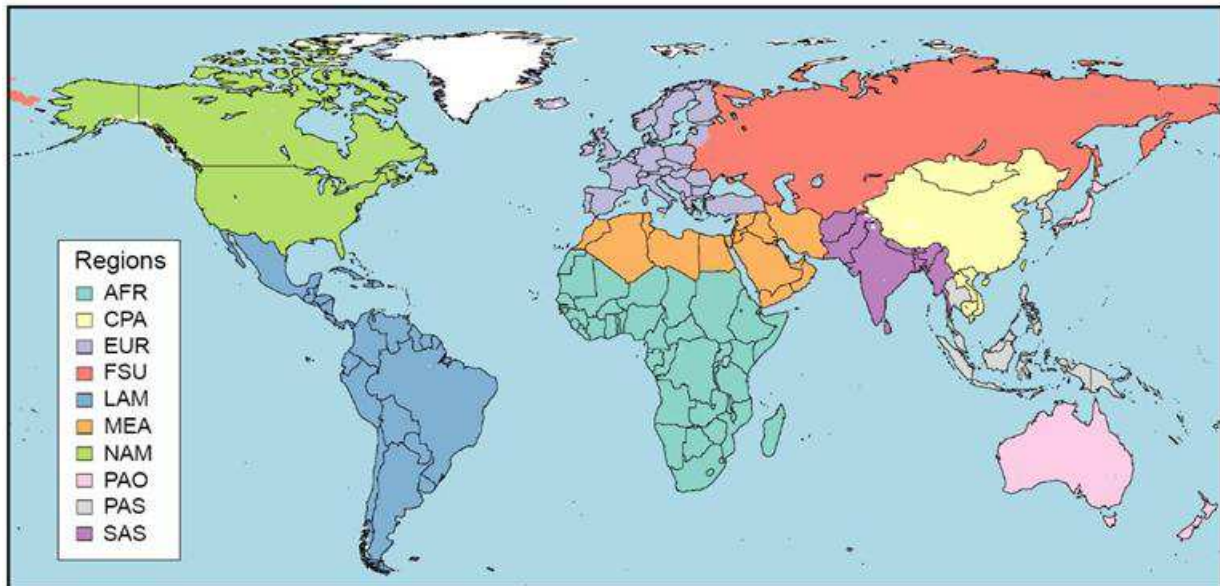 Regions
AFR
CPA
EUR
FSU
LAM
MEA
NAM
PAO
PAS
SAS